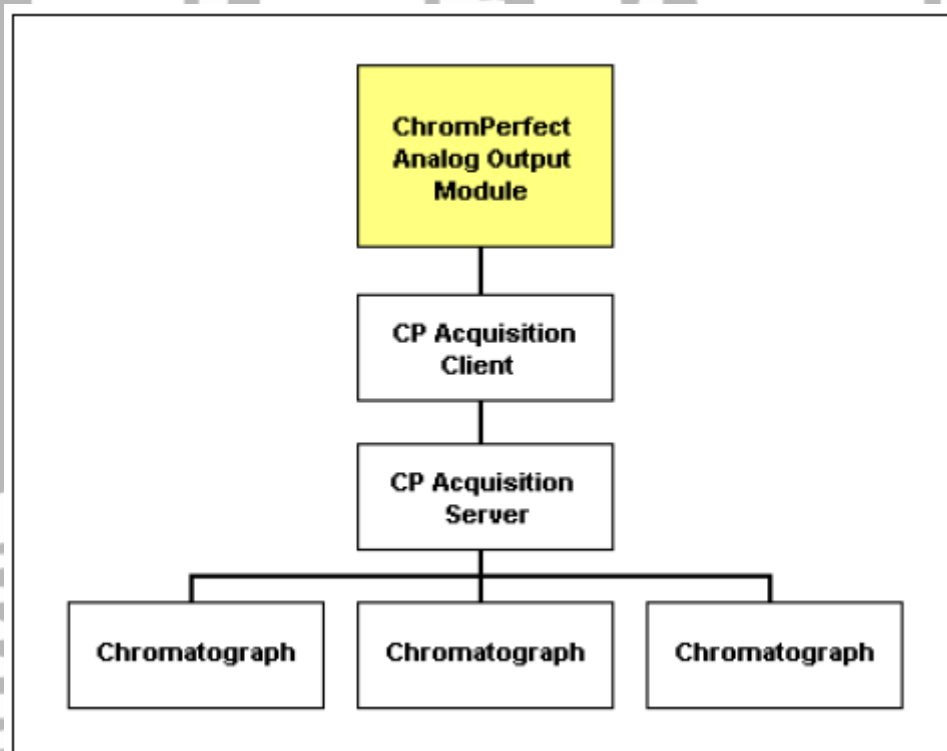 ChromPerfect
Analog Output
Module
CP Acquisition
Client
CP Acquisition
Server
Chromatograph
Chromatograph
Chromatograph